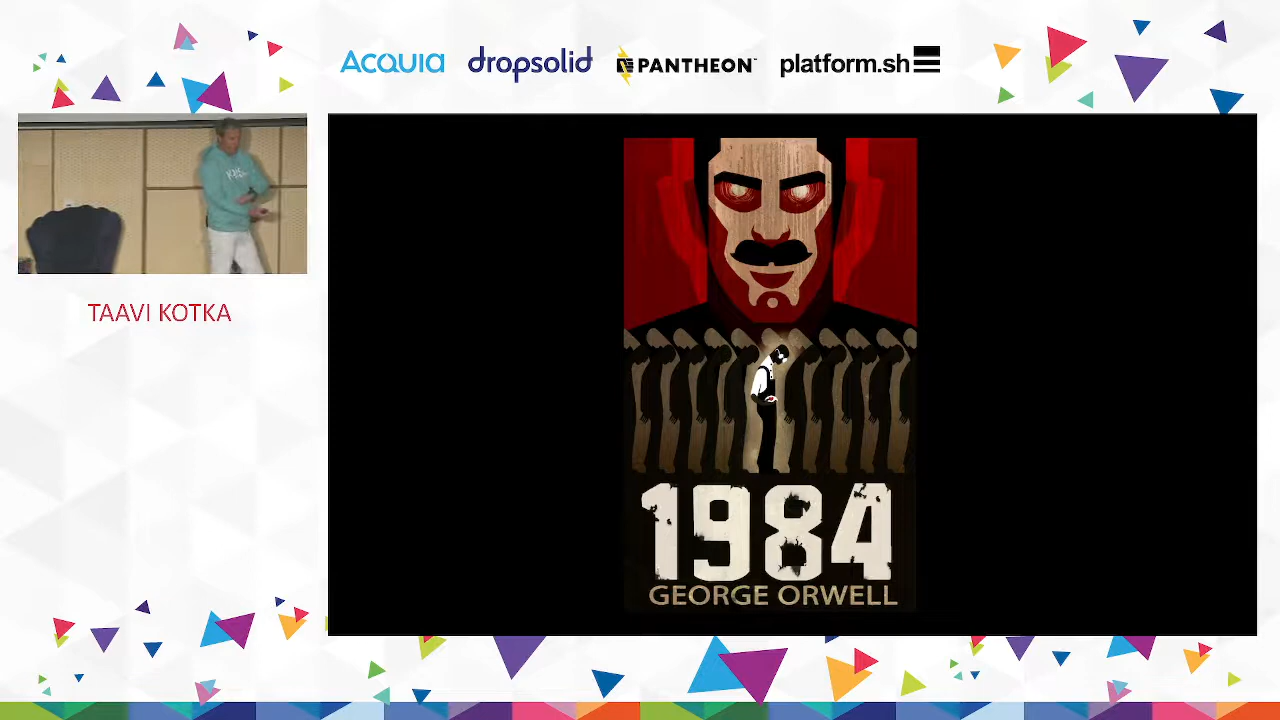 ACQUIA
dropsolid
PANTHEON
platform.sh
TAAVI KOTKA
1984
GEORGE ORWELL